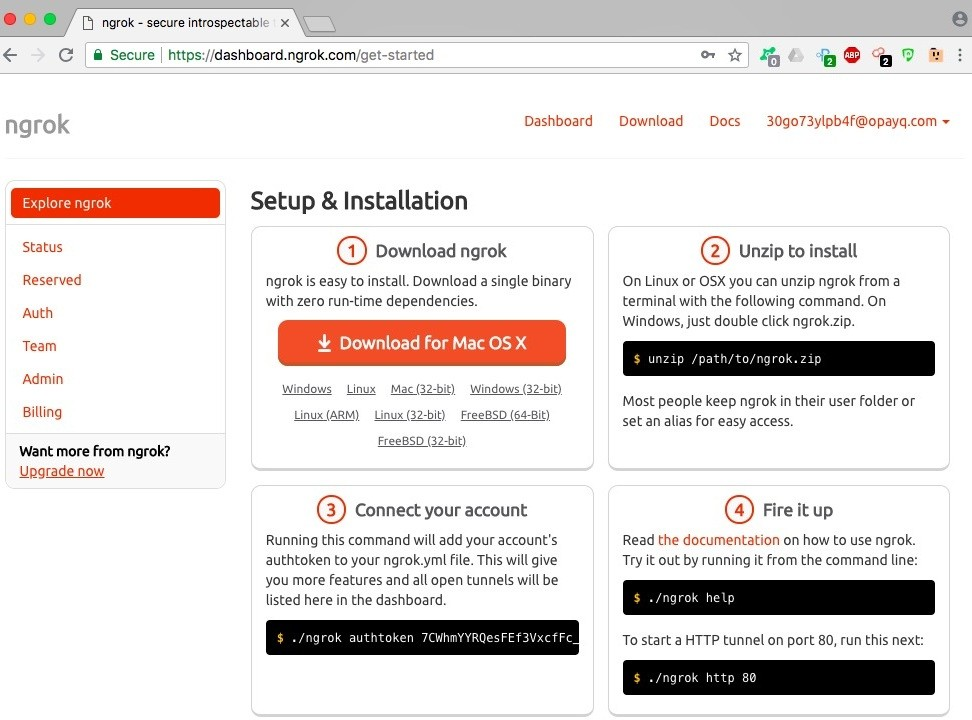 ngrok - secure introspectable
Secure https://dashboard.ngrok.com/get-started
0
2
ABP
2
ngrok
Dashboard Download Docs 30go73ylpb4f@opayq.com
Explore ngrok
Status
Reserved
Auth
Team
Admin
Billing
Want more from ngrok?
Upgrade now
Setup & Installation
1 Download ngrok
ngrok is easy to install. Download a single binary
with zero run-time dependencies.
Download for Mac OS X
Windows Linux Mac (32-bit) Windows (32-bit)
Linux (ARM) Linux (32-bit) FreeBSD (64-Bit)
FreeBSD (32-bit)
2 Unzip to install
On Linux or OSX you can unzip ngrok from a
terminal with the following command. On
Windows, just double click ngrok.zip.
$ unzip /path/to/ngrok.zip
Most people keep ngrok in their user folder or
set an alias for easy access.
3 Connect your account
Running this command will add your account's
authtoken to your ngrok.yml file. This will give
you more features and all open tunnels will be
listed here in the dashboard.
$ ./ngrok authtoken 7CWhmYYRQesFEf3VxcfFc_
4 Fire it up
Read the documentation on how to use ngrok.
Try it out by running it from the command line:
$ ./ngrok help
To start a HTTP tunnel on port 80, run this next:
$ ./ngrok http 80